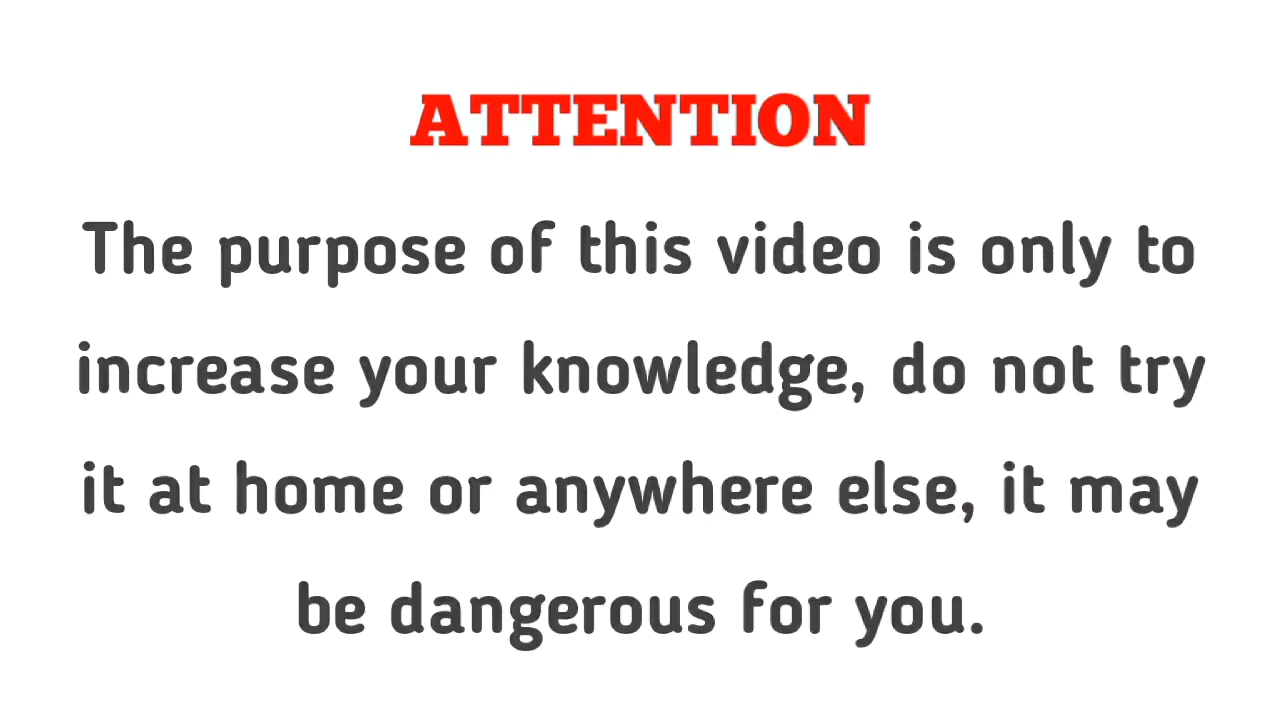 ATTENTION
The purpose of this video is only to
increase your knowledge, do not try
it at home or anywhere else, it may
be dangerous for you.